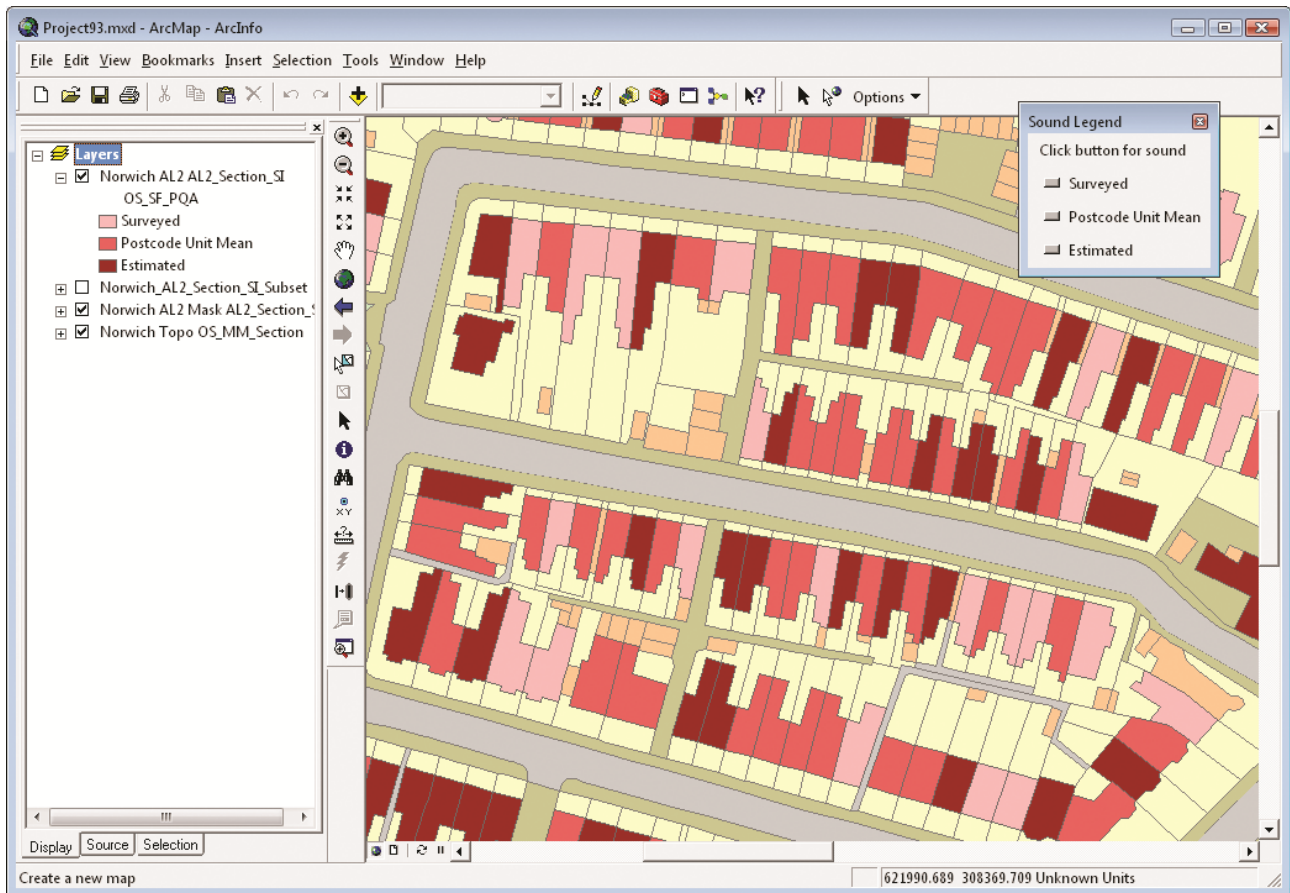 Project93.mxd - ArcMap - ArcInfo
File Edit View Bookmarks Insert Selection Tools Window Help
Options
Layers
Norwich AL2 AL2_Section_SI
OS_SF_PQA
Surveyed
Postcode Unit Mean
Estimated
Norwich_AL2_Section_SI_Subset
Norwich AL2 Mask AL2_Section_S
Norwich Topo OS_MM_Section
Display Source Selection
XY
Sound Legend
Click button for sound
Surveyed
Postcode Unit Mean
Estimated
Create a new map
621990.689 308369.709 Unknown Units